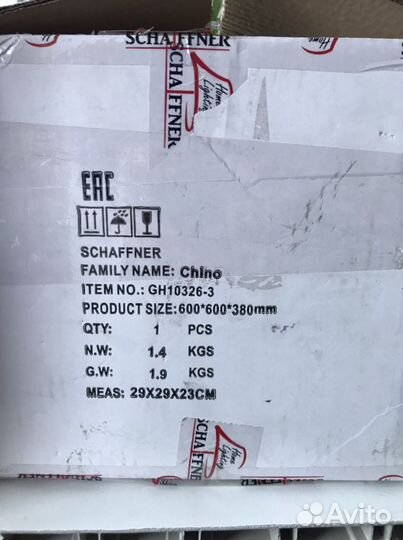 SCHAFFNER
Home
SCHAFFNER
Home
Lighting
EAC
SCHAFFNER
FAMILY NAME: Chino
ITEM NO.: GH10326-3
PRODUCT SIZE:600*600*380mm
QTY: 1 PCS
N.W: 1.4 KGS
G.W: 1.9 KGS
MEAS: 29X29X23CM
SCHAFFNER
Home
Lighting
Avito